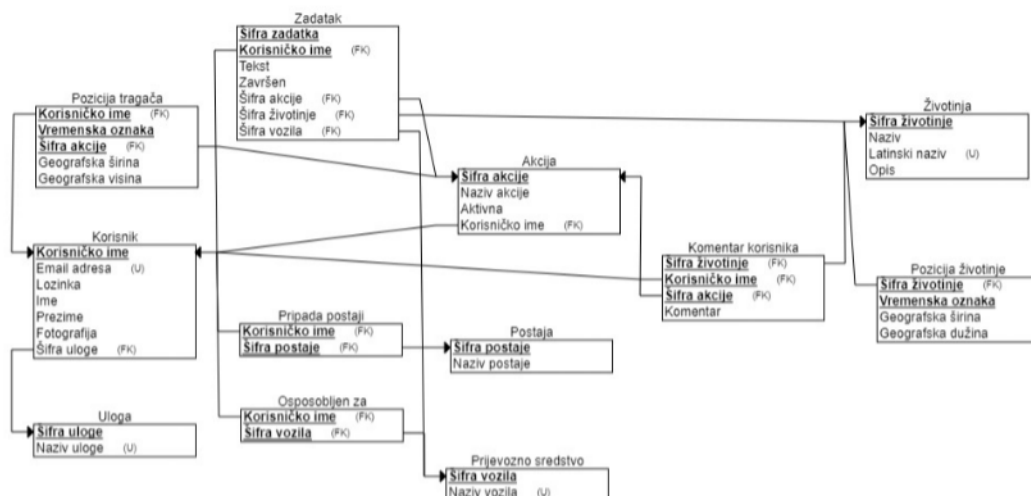 Zadatak
Šifra zadatka
Korisničko ime (FK)
Tekst
Završen
Šifra akcije (FK)
Šifra životinje (FK)
Šifra vozila (FK)
Pozicija tragača
Korisničko ime (FK)
Vremenska oznaka
Šifra akcije (FK)
Geografska širina
Geografska visina
Životinja
Šifra životinje
Naziv
Latinski naziv (U)
Opis
Akcija
Šifra akcije
Naziv akcije
Aktivna
Korisničko ime (FK)
Korisnik
Korisničko ime
Email adresa (U)
Lozinka
Ime
Prezime
Fotografija
Šifra uloge (FK)
Komentar korisnika
Šifra životinje (FK)
Korisničko ime (FK)
Šifra akcije (FK)
Komentar
Pozicija životinje
Šifra životinje (FK)
Vremenska oznaka
Geografska širina
Geografska dužina
Pripada postaji
Korisničko ime (FK)
Šifra postaje (FK)
Postaja
Šifra postaje
Naziv postaje
Uloga
Šifra uloge
Naziv uloge (U)
Osposobljen za
Korisničko ime (FK)
Šifra vozila (FK)
Prijevozno sredstvo
Šifra vozila
Naziv vozila (U)